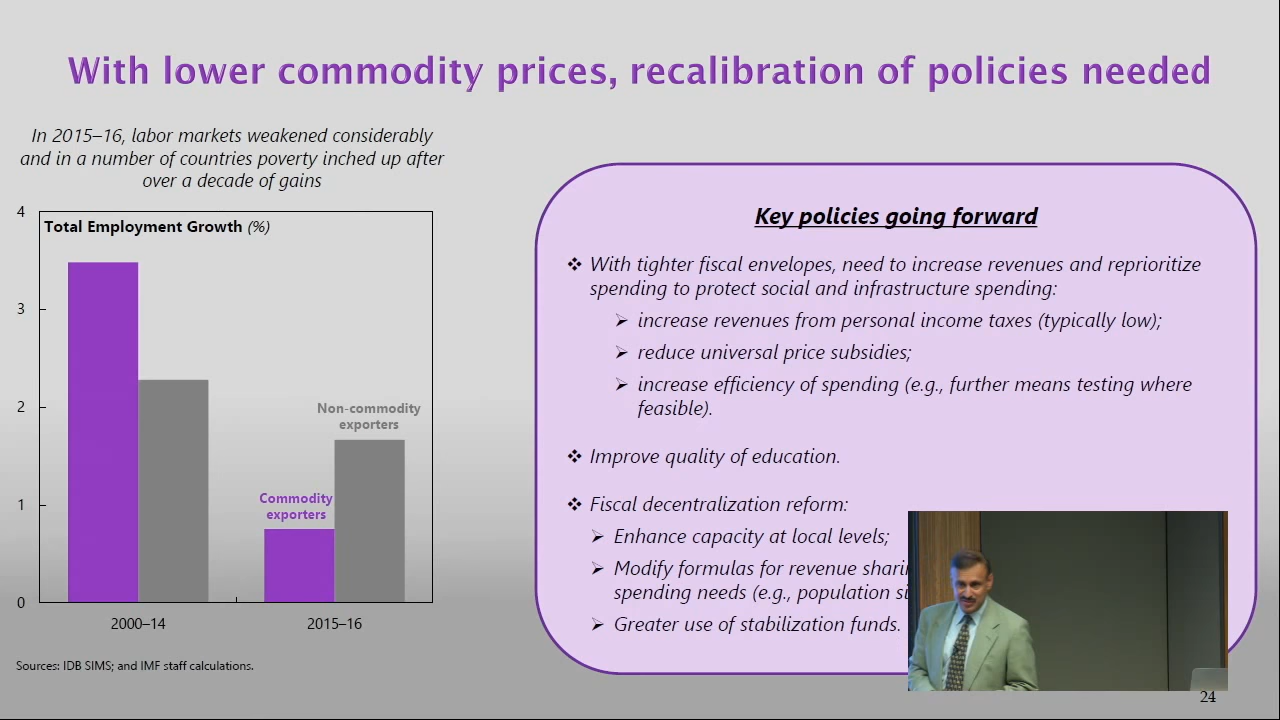 With lower commodity prices, recalibration of policies needed
In 2015–16, labor markets weakened considerably
and in a number of countries poverty inched up after
over a decade of gains
4
Total Employment Growth (%)
3
2
1
0
Non-commodity
exporters
Commodity
exporters
2000–14
2015–16
Sources: IDB SIMS; and IMF staff calculations.
Key policies going forward
❖ With tighter fiscal envelopes, need to increase revenues and reprioritize
spending to protect social and infrastructure spending:
➢ increase revenues from personal income taxes (typically low);
➢ reduce universal price subsidies;
➢ increase efficiency of spending (e.g., further means testing where
feasible).
❖ Improve quality of education.
❖ Fiscal decentralization reform:
➢ Enhance capacity at local levels;
➢ Modify formulas for revenue
spending needs (e.g., population
➢ Greater use of stabilization funds.
24